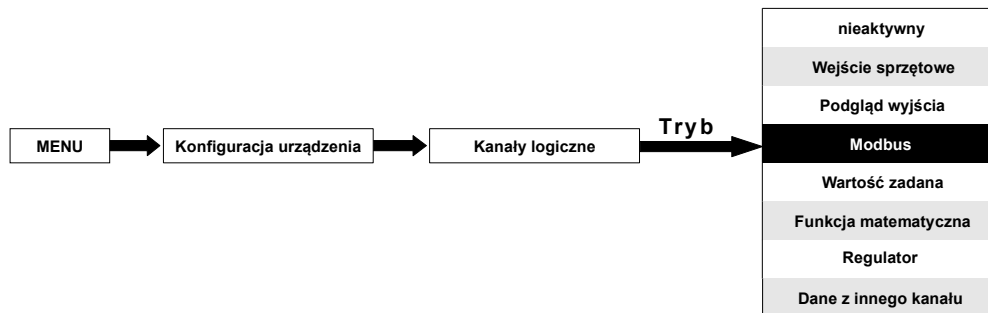 MENU
Konfiguracja urządzenia
Kanały logiczne
Tryb
nieaktywny
Wejście sprzętowe
Podgląd wyjścia
Modbus
Wartość zadana
Funkcja matematyczna
Regulator
Dane z innego kanału